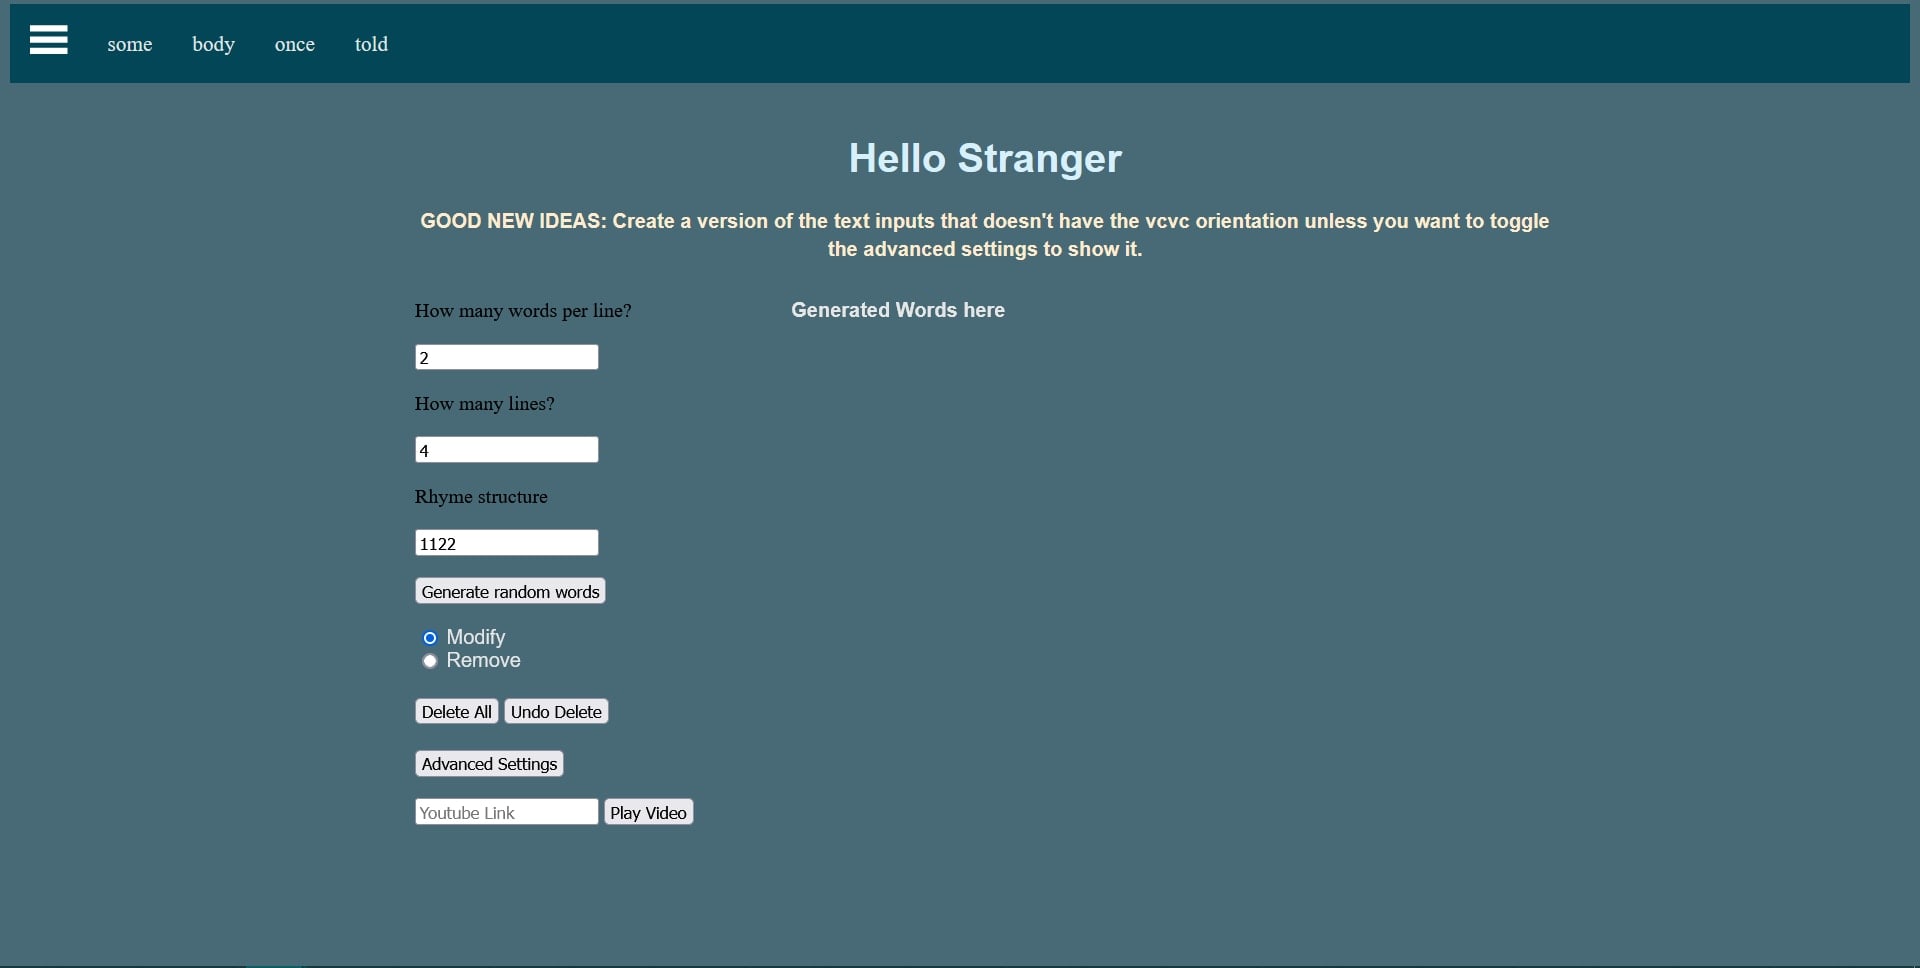 some body once told
Hello Stranger
GOOD NEW IDEAS: Create a version of the text inputs that doesn't have the vcvc orientation unless you want to toggle
the advanced settings to show it.
How many words per line?
Generated Words here
2
How many lines?
4
Rhyme structure
1122
Generate random words
Modify
Remove
Delete All Undo Delete
Advanced Settings
Youtube Link Play Video